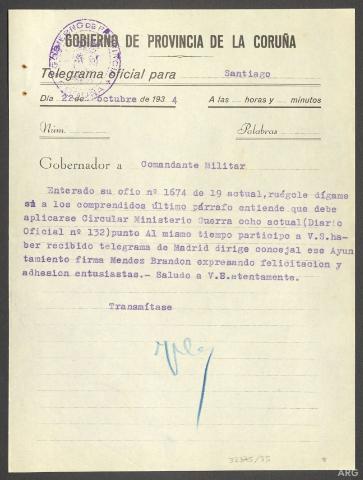 GOBIERNO DE PROVINCIA DE LA CORUÑA
Telegrama oficial para Santiago
Día 22 de octubre de 1934 A las horas y minutos
Núm. Palabras
Gobernador a Comandante Militar
Enterado su ofio nº 1674 de 19 actual, ruégole dígame
si a los comprendidos último párrafo entiende que debe
aplicarse Circular Ministerio Guerra ocho actual(Diario
Oficial nº 132)punto Al mismo tiempo participo a V.S.ha-
ber recibido telegrama de Madrid dirige concejal ese Ayun-
tamiento firma Mendez Brandon expresando felicitacion y
adhesion entusiastas.- Saludo a V.E.atentamente.
Transmítase
ARG